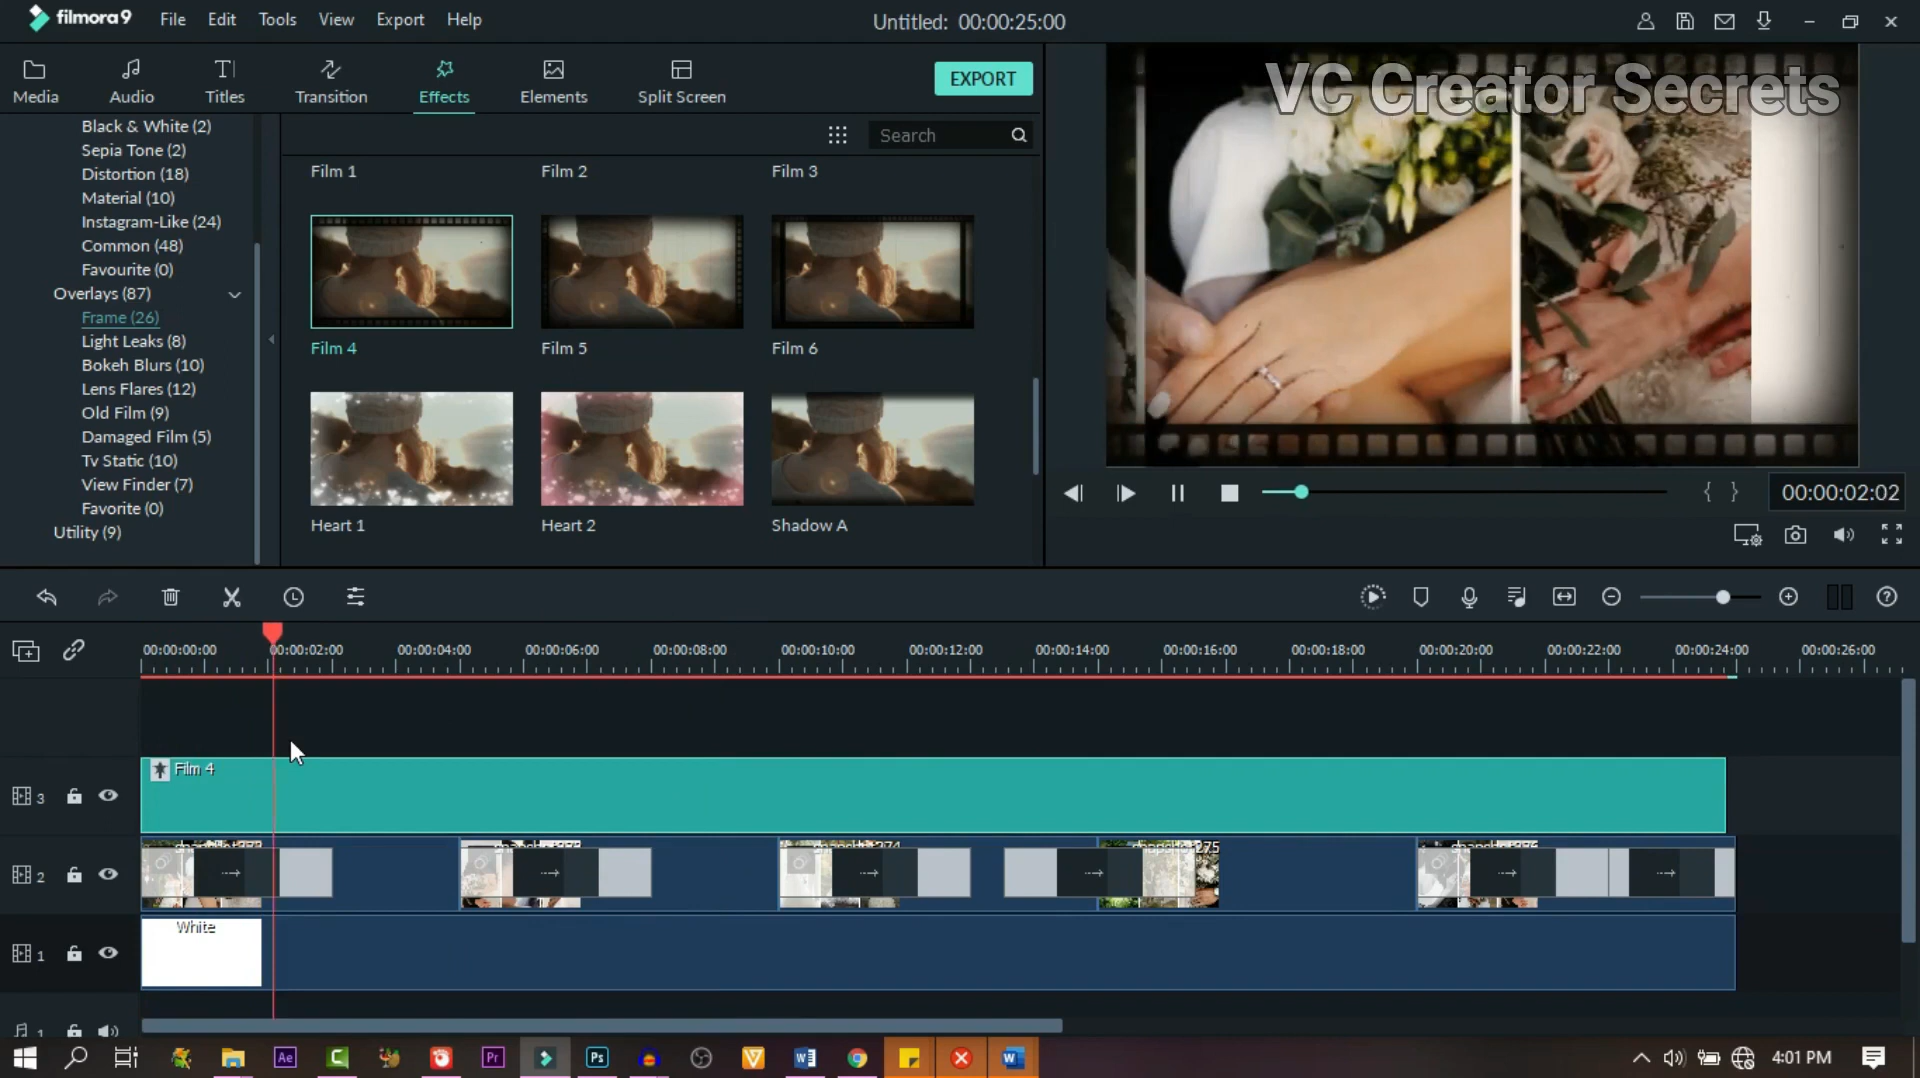 filmora9
File Edit Tools View Export Help
Untitled: 00:00:25:00
Media Audio Titles Transition Effects Elements Split Screen
EXPORT
VC Creator Secrets
Black & White (2)
Sepia Tone (2)
Distortion (18)
Material (10)
Instagram-Like (24)
Common (48)
Favourite (0)
Overlays (87)
Frame (26)
Light Leaks (8)
Bokeh Blurs (10)
Lens Flares (12)
Old Film (9)
Damaged Film (5)
Tv Static (10)
View Finder (7)
Favorite (0)
Utility (9)
Search
Film 1 Film 2 Film 3
Film 4 Film 5 Film 6
Heart 1 Heart 2 Shadow A
00:00:02:02
00:00:00:00 00:00:02:00 00:00:04:00 00:00:06:00 00:00:08:00 00:00:10:00 00:00:12:00 00:00:14:00 00:00:16:00 00:00:18:00 00:00:20:00 00:00:22:00 00:00:24:00 00:00:26:00
3 Film 4
2 snapshot275
1 White
1
Ae Pr Ps
4:01 PM